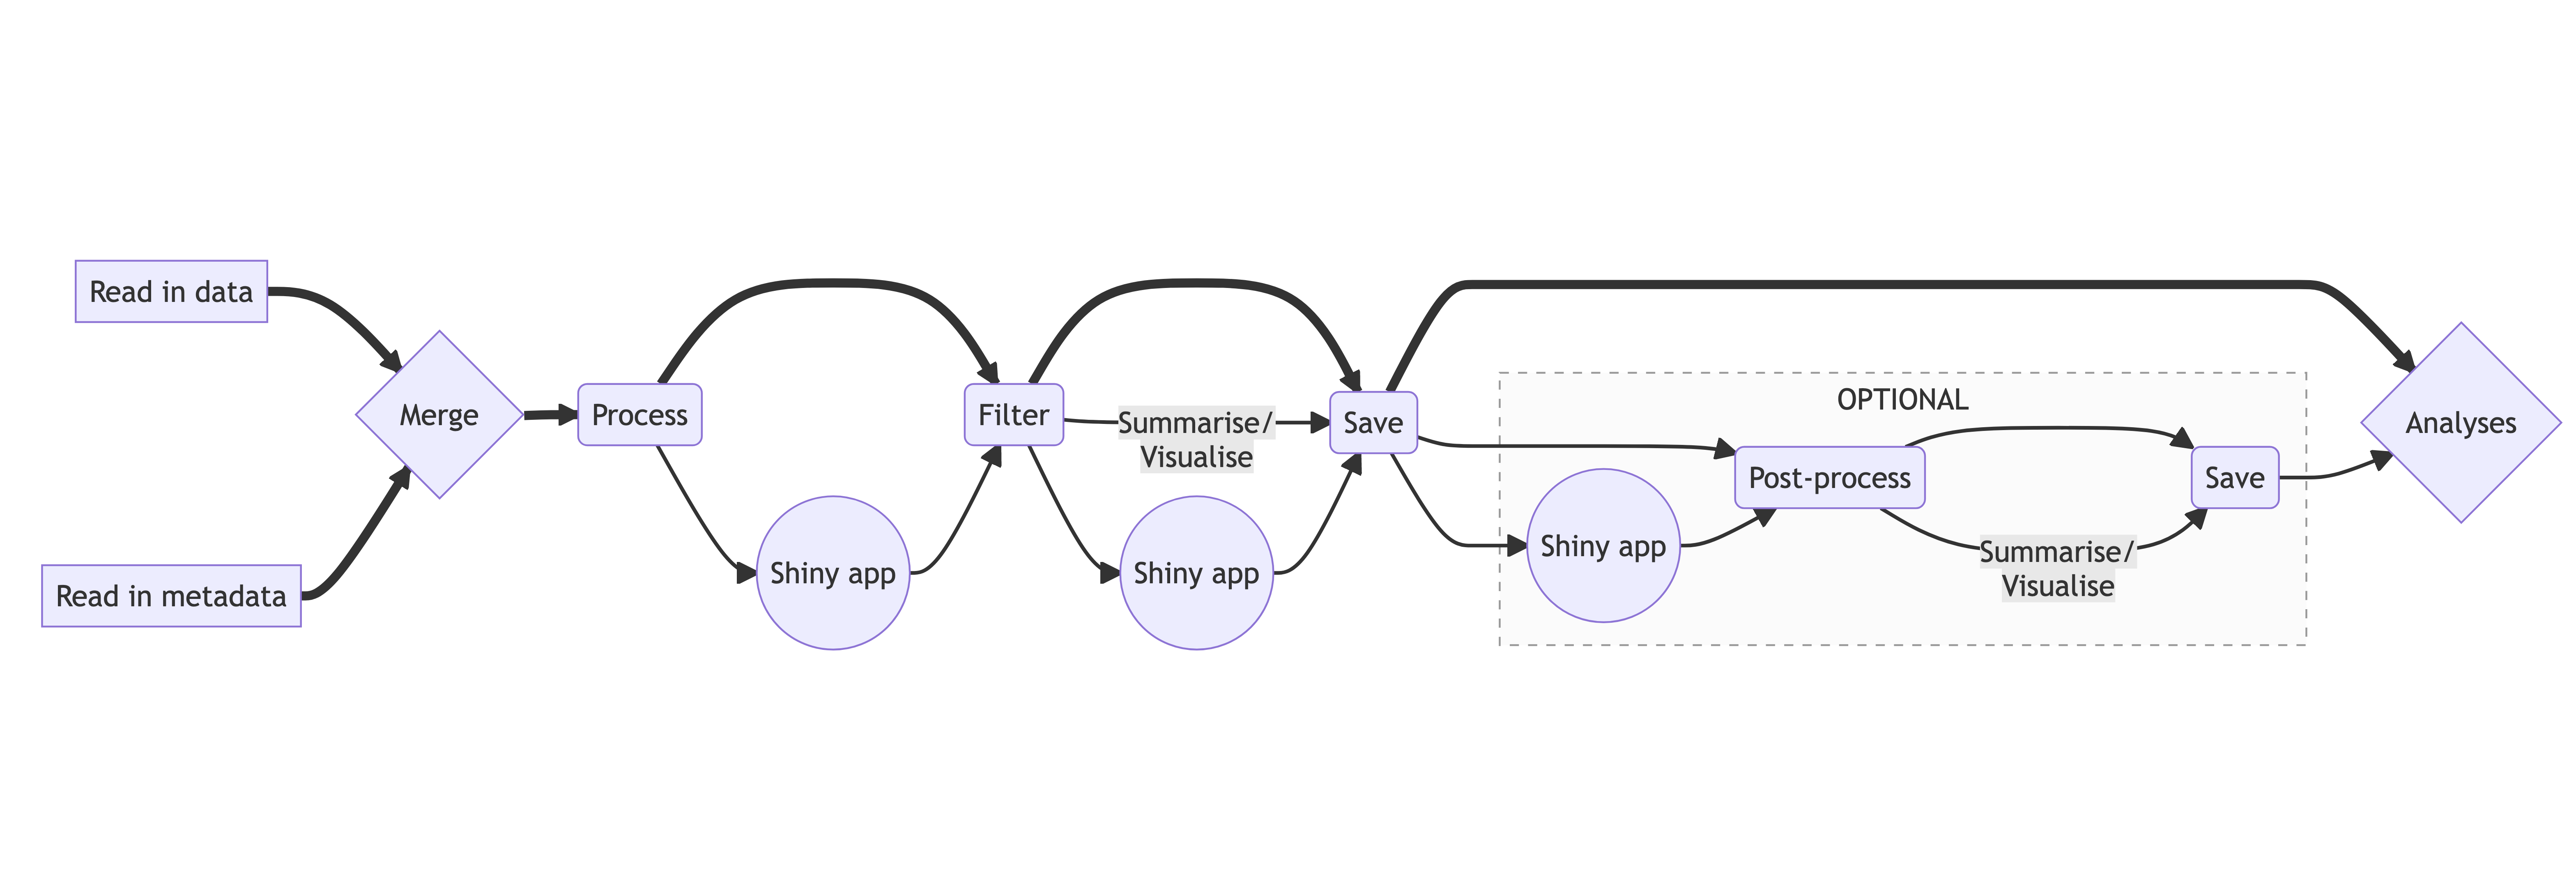 Read in data
Read in metadata
Merge
Process
Shiny app
Filter
Summarise/
Visualise
Shiny app
Save
OPTIONAL
Shiny app
Post-process
Summarise/
Visualise
Save
Analyses